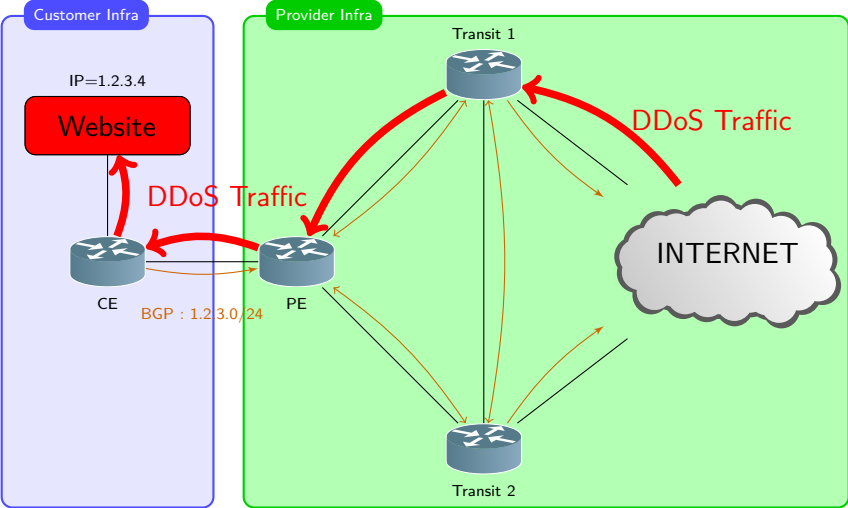 Customer Infra
Provider Infra
Transit 1
IP=1.2.3.4
Website
DDoS Traffic
DDoS Traffic
INTERNET
CE
PE
BGP : 1.2.3.0/24
Transit 2